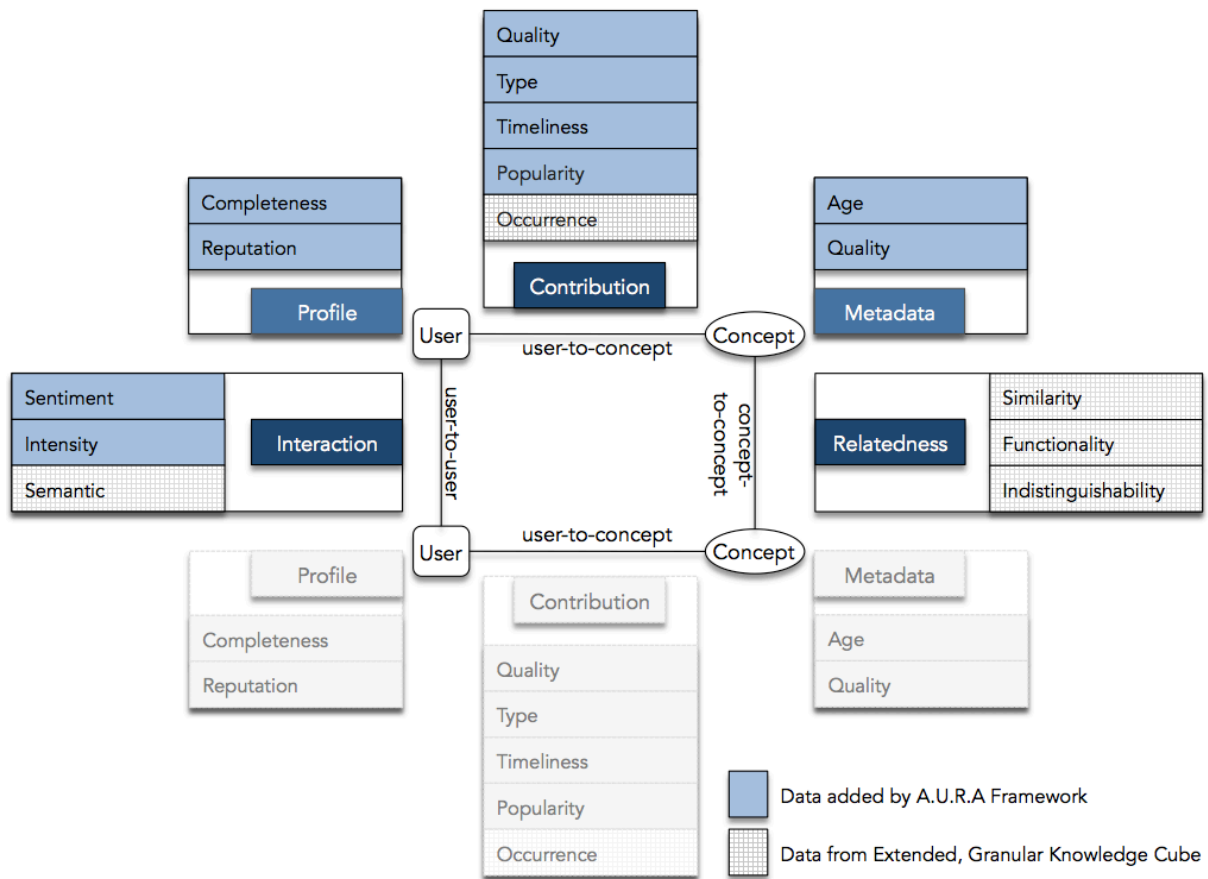 Quality
Type
Timeliness
Popularity
Occurrence
Contribution
Completeness
Reputation
Profile
Age
Quality
Metadata
User
user-to-concept
Concept
Sentiment
Intensity
Semantic
Interaction
user-to-user
concept-
to-concept
Relatedness
Similarity
Functionality
Indistinguishability
User
user-to-concept
Concept
Profile
Completeness
Reputation
Contribution
Quality
Type
Timeliness
Popularity
Occurrence
Metadata
Age
Quality
Data added by A.U.R.A Framework
Data from Extended, Granular Knowledge Cube